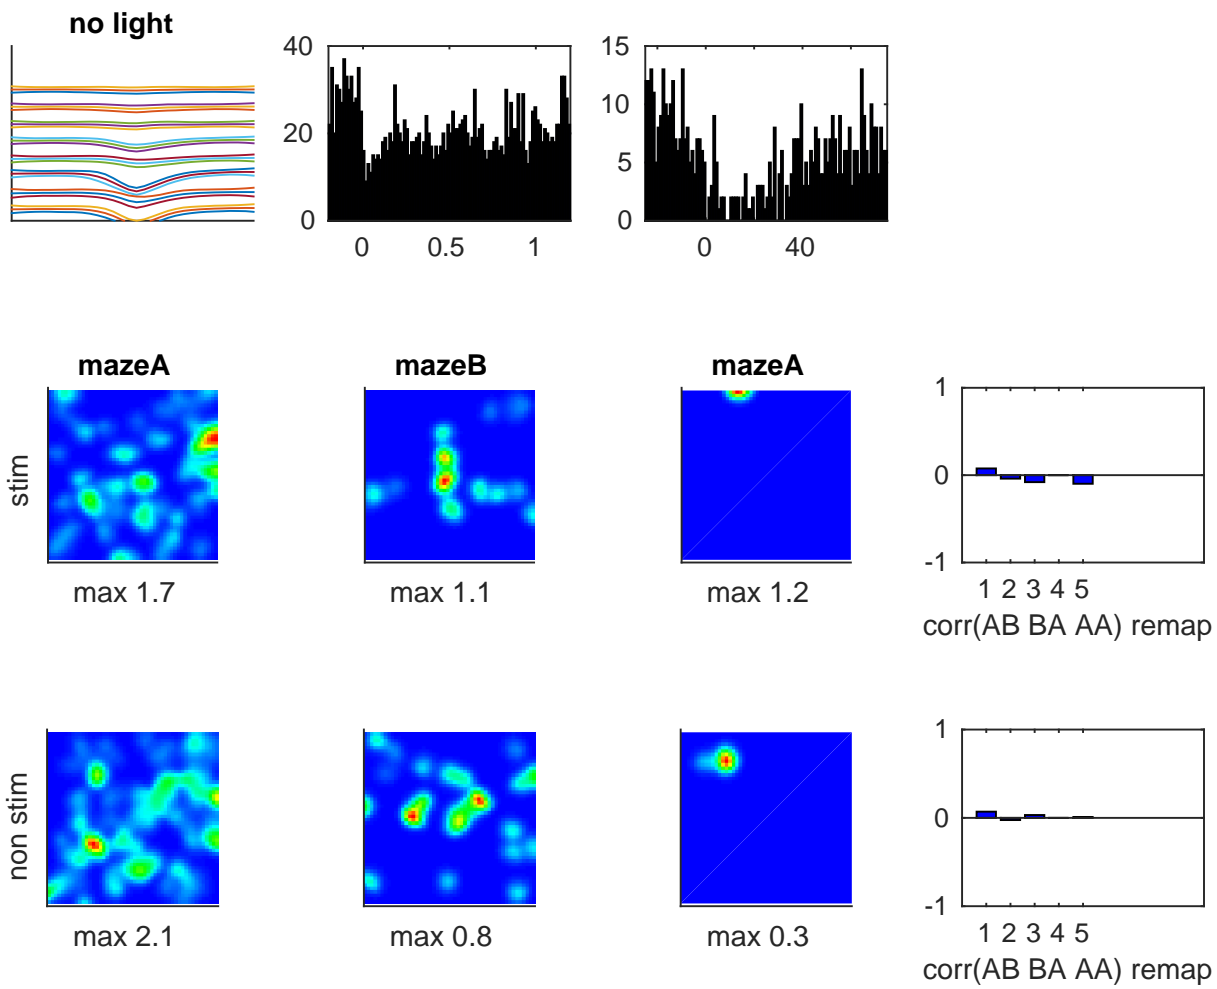 no light
40
20
0
0 0.5 1
15
10
5
0
0 40
mazeA mazeB mazeA
stim
max 1.7 max 1.1 max 1.2
1
0
-1
1 2 3 4 5
corr(AB BA AA) remap
non stim
max 2.1 max 0.8 max 0.3
1
0
-1
1 2 3 4 5
corr(AB BA AA) remap